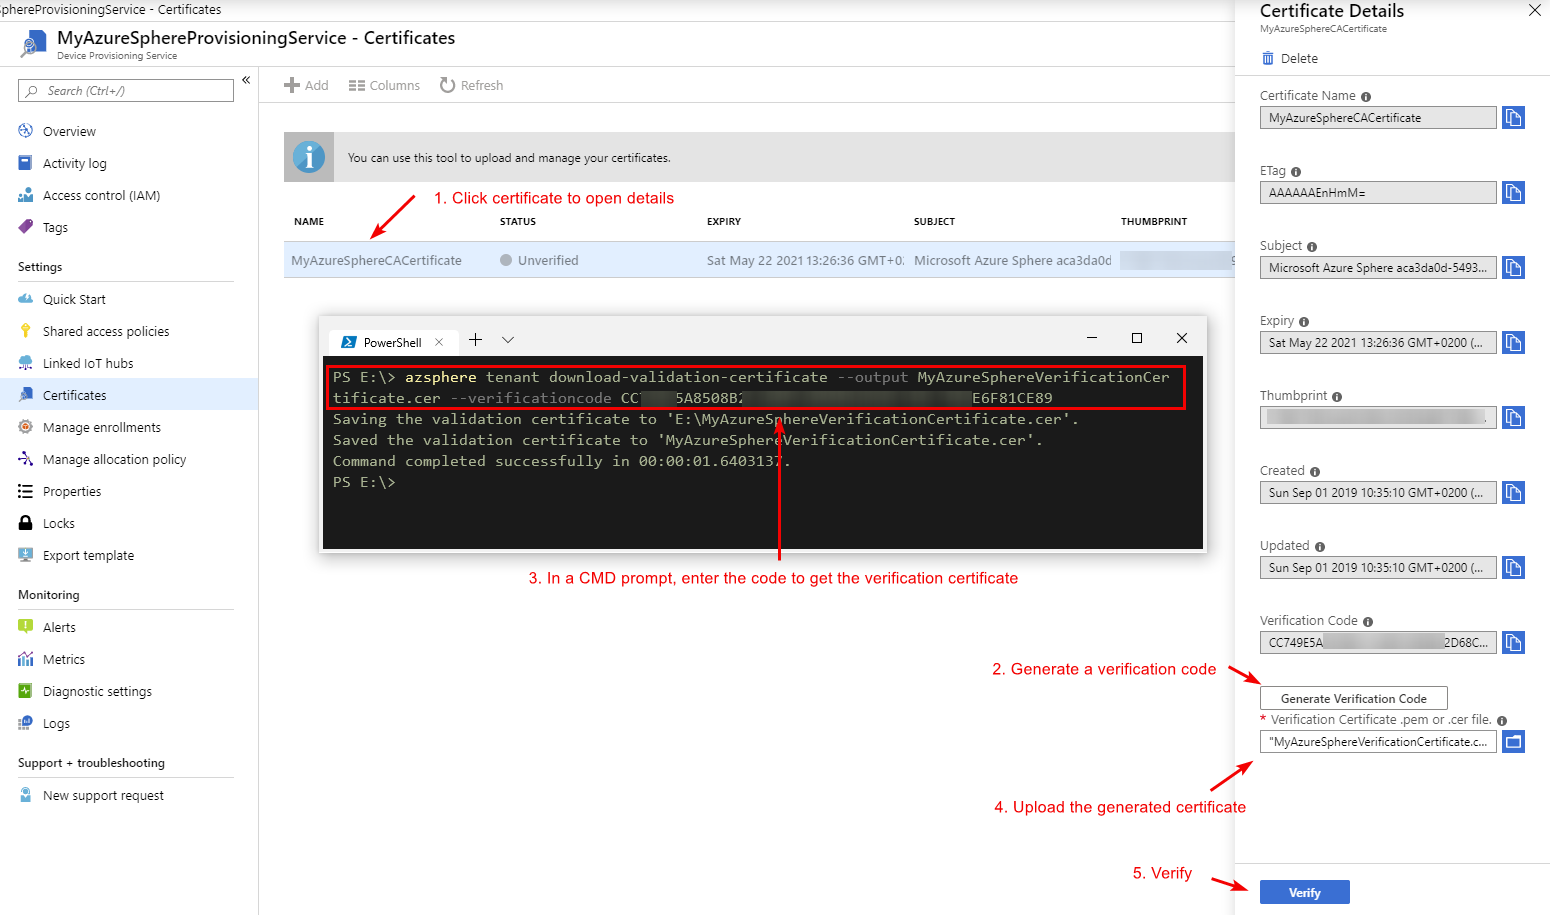 SphereProvisioningService - Certificates
MyAzureSphereProvisioningService - Certificates
Device Provisioning Service
Search (Ctrl+/)
Overview
Activity log
Access control (IAM)
Tags
Settings
Quick Start
Shared access policies
Linked IoT hubs
Certificates
Manage enrollments
Manage allocation policy
Properties
Locks
Export template
Monitoring
Alerts
Metrics
Diagnostic settings
Logs
Support + troubleshooting
New support request
Add Columns Refresh
You can use this tool to upload and manage your certificates.
1. Click certificate to open details
NAME STATUS EXPIRY SUBJECT THUMBPRINT
MyAzureSphereCACertificate Unverified Sat May 22 2021 13:26:36 GMT+0 Microsoft Azure Sphere aca3da0d
PowerShell
PS E:\> azsphere tenant download-validation-certificate --output MyAzureSphereVerificationCer
tificate.cer --verificationcode CC 5A8508B2 E6F81CE89
Saving the validation certificate to 'E:\MyAzureSphereVerificationCertificate.cer'.
Saved the validation certificate to 'MyAzureSphereVerificationCertificate.cer'.
Command completed successfully in 00:00:01.6403137.
PS E:\>
3. In a CMD prompt, enter the code to get the verification certificate
2. Generate a verification code
4. Upload the generated certificate
5. Verify
Certificate Details
MyAzureSphereCACertificate
Delete
Certificate Name
MyAzureSphereCACertificate
ETag
AAAAAAEnHmM=
Subject
Microsoft Azure Sphere aca3da0d-5493...
Expiry
Sat May 22 2021 13:26:36 GMT+0200 (...
Thumbprint
Created
Sun Sep 01 2019 10:35:10 GMT+0200 (...
Updated
Sun Sep 01 2019 10:35:10 GMT+0200 (...
Verification Code
CC749E5A 2D68C...
Generate Verification Code
* Verification Certificate .pem or .cer file.
"MyAzureSphereVerificationCertificate.c...
Verify